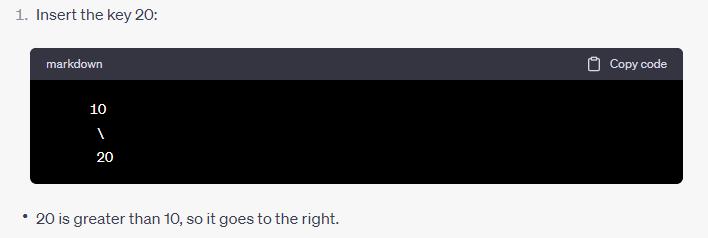 1. Insert the key 20:
markdown Copy code
10
\
20
• 20 is greater than 10, so it goes to the right.